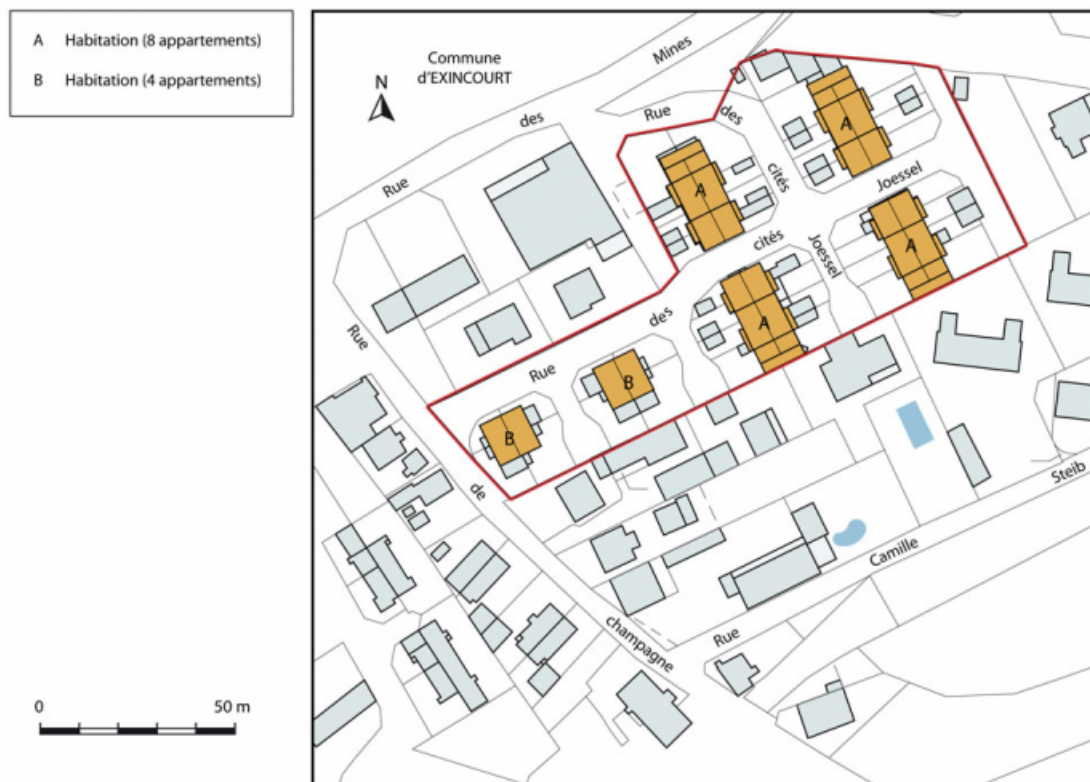 A Habitation (8 appartements)
B Habitation (4 appartements)
Commune
d'EXINCOURT
N
Rue
des
Mines
Rue
des
cités
Joessel
A
A
A
A
B
B
Rue
des
cités
Joessel
Rue
de
champagne
Rue
Camille
Steib
0 50 m